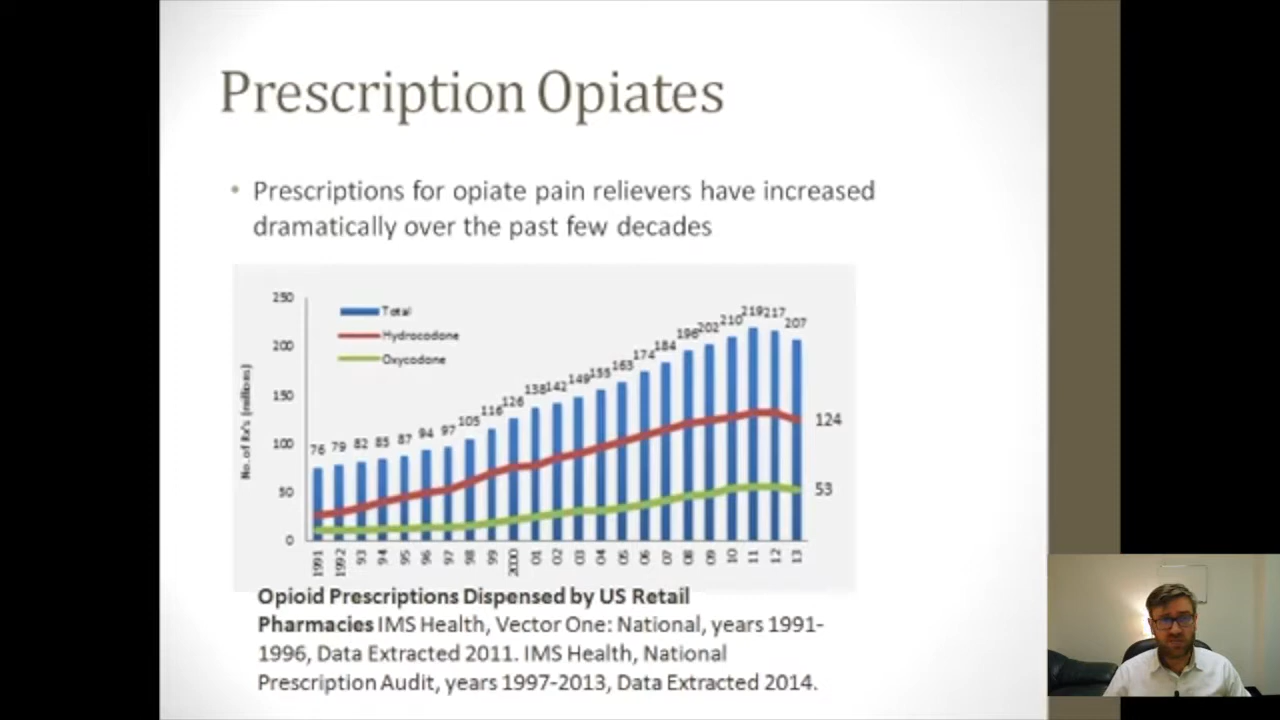 Prescription Opiates
• Prescriptions for opiate pain relievers have increased
dramatically over the past few decades
250
200
150
100
50
0
No. of Rx's (millions)
Total
Hydrocodone
Oxycodone
76 79 82 85 87 94 97 105 116 126 138 142 149 155 163 174 184 196 202 210 219 217 207
124
53
1991 1992 93 94 95 96 97 98 99 2000 01 02 03 04 05 06 07 08 09 10 11 12 13
Opioid Prescriptions Dispensed by US Retail
Pharmacies IMS Health, Vector One: National, years 1991-
1996, Data Extracted 2011. IMS Health, National
Prescription Audit, years 1997-2013, Data Extracted 2014.